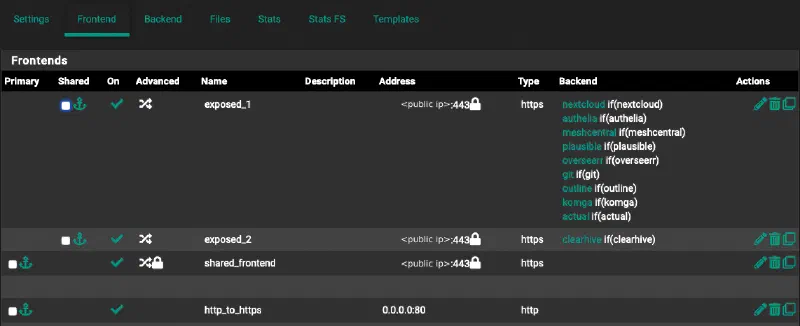 Settings Frontend Backend Files Stats Stats FS Templates
Frontends
Primary Shared On Advanced Name Description Address Type Backend Actions
exposed_1 <public ip>:443 https nextcloud if(nextcloud)
authelia if(authelia)
meshcentral if(meshcentral)
plausible if(plausible)
overseerr if(overseerr)
git if(git)
outline if(outline)
komga if(komga)
actual if(actual)
exposed_2 <public ip>:443 https clearhive if(clearhive)
shared_frontend <public ip>:443 https
http_to_https 0.0.0.0:80 http